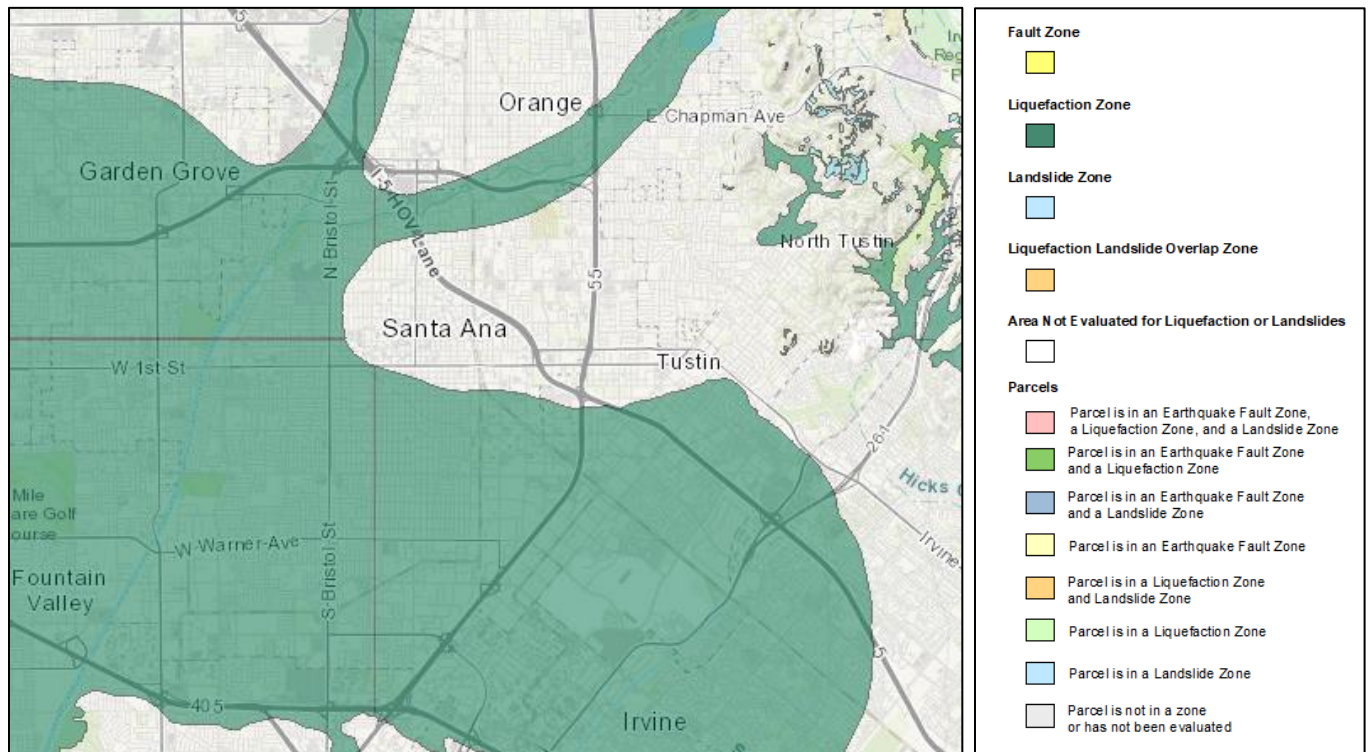 Orange
E Chapman Ave
Garden Grove
I-5 HOV Lane
N Bristol St
North Tustin
55
Santa Ana
Tustin
W 1st St
261
Hicks
Mile
are Golf
ourse
W Warner Ave
Irvine
Fountain
Valley
S Bristol St
5
405
Irvine
Fault Zone
Liquefaction Zone
Landslide Zone
Liquefaction Landslide Overlap Zone
Area Not Evaluated for Liquefaction or Landslides
Parcels
Parcel is in an Earthquake Fault Zone,
a Liquefaction Zone, and a Landslide Zone
Parcel is in an Earthquake Fault Zone
and a Liquefaction Zone
Parcel is in an Earthquake Fault Zone
and a Landslide Zone
Parcel is in an Earthquake Fault Zone
Parcel is in a Liquefaction Zone
and Landslide Zone
Parcel is in a Liquefaction Zone
Parcel is in a Landslide Zone
Parcel is not in a zone
or has not been evaluated